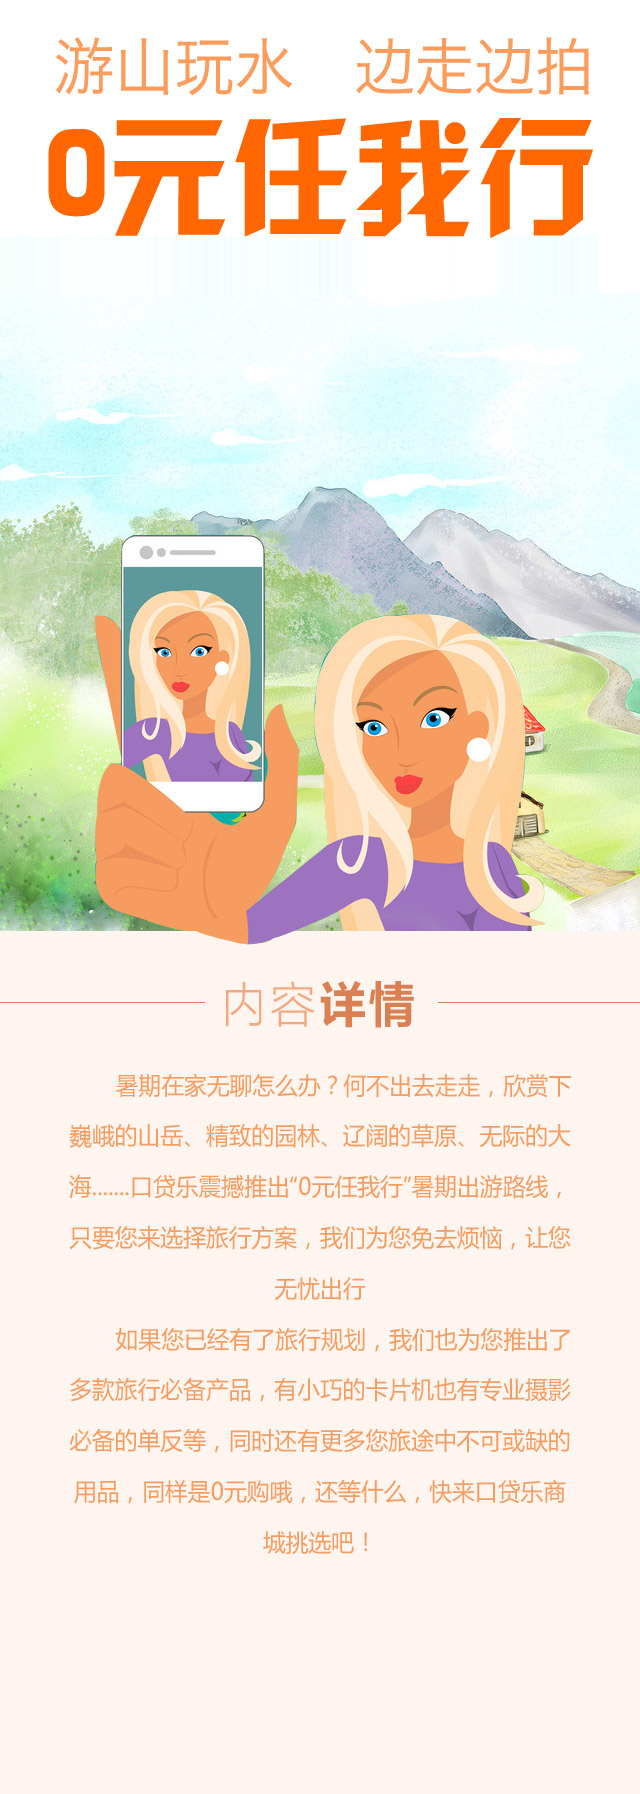 游山玩水 边走边拍
0元任我行
内容详情
暑期在家无聊怎么办？何不出去走走，欣赏下
巍峨的山岳、精致的园林、辽阔的草原、无际的大
海.......口贷乐震撼推出“0元任我行”暑期出游路线，
只要您来选择旅行方案，我们为您免去烦恼，让您
无忧出行
如果您已经有了旅行规划，我们也为您推出了
多款旅行必备产品，有小巧的卡片机也有专业摄影
必备的单反等，同时还有更多您旅途中不可或缺的
用品，同样是0元购哦，还等什么，快来口贷乐商
城挑选吧！